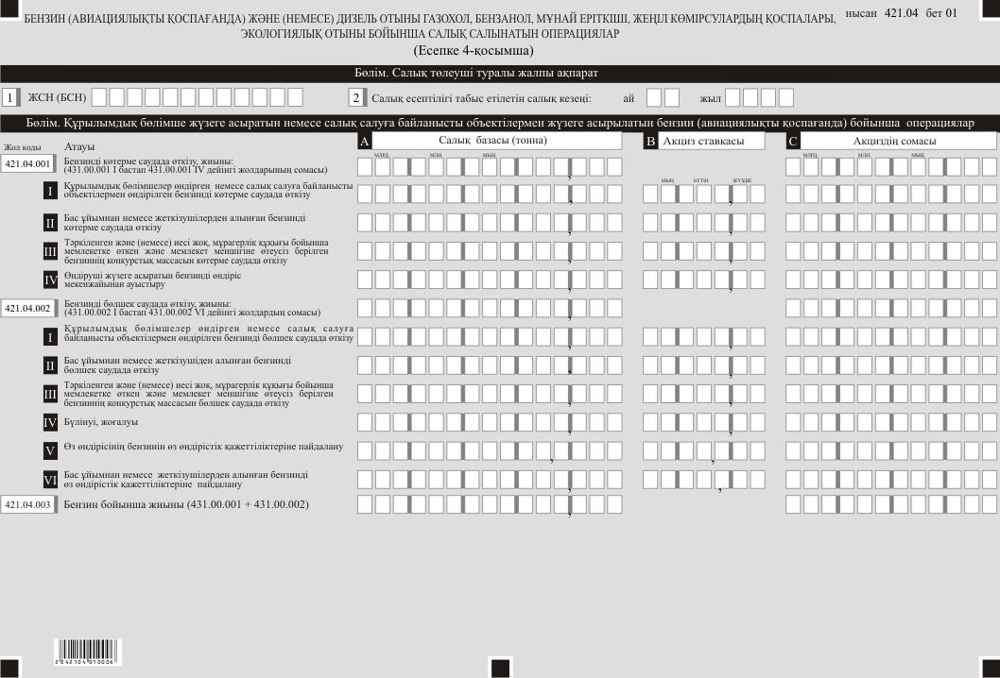 БЕНЗИН (АВИАЦИЯЛЫҚТЫ ҚОСПАҒАНДА) ЖӘНЕ (НЕМЕСЕ) ДИЗЕЛЬ ОТЫНЫ ГАЗОХОЛ, БЕНЗАНОЛ, МҰНАЙ ЕРІТКІШІ, ЖЕҢІЛ КӨМІРСУЛАРДЫҢ ҚОСПАЛАРЫ,
нысан 421.04 бет 01
ЭКОЛОГИЯЛЫҚ ОТЫНЫ БОЙЫНША САЛЫҚ САЛЫНАТЫН ОПЕРАЦИЯЛАР
(Есепке 4-қосымша)
Бөлім. Салық төлеуші туралы жалпы ақпарат
1 ЖСН (БСН) 2 Салық есептілігі табыс етілетін салық кезеңі: ай жыл
Бөлім. Құрылымдық бөлімше жүзеге асыратын немесе салық салуға байланысты объектілермен жүзеге асырылатын бензин (авиациялықты қоспағанда) бойынша операциялар
Жол коды Атауы A Салық базасы (тонна) B Акциз ставкасы C Акциздің сомасы
МЛРД. МЛН. МЫҢ МЛРД. МЛН. МЫҢ
421.04.001 Бензинді көтерме саудада өткізу, жиыны:
(431.00.001 I бастап 431.00.001 IV дейінгі жолдарының сомасы)
МЫҢ БҮТІН ЖҮЗДІК
I Құрылымдық бөлімшелер өндірген немесе салық салуға байланысты
объектілермен өндірілген бензинді көтерме саудада өткізу
II Бас ұйымнан немесе жеткізушілерден алынған бензинді
көтерме саудада өткізу
III Тәркіленген және (немесе) иесі жоқ, мұрагерлік құқығы бойынша
мемлекетке өткен және мемлекет меншігіне өтеусіз берілген
бензиннің конкурстық массасын көтерме саудада өткізу
IV Өндіруші жүзеге асыратын бензинді өндіріс
мекенжайынан ауыстыру
421.04.002 Бензинді бөлшек саудада өткізу, жиыны:
(431.00.002 I бастап 431.00.002 VI дейінгі жолдардың сомасы)
I Құрылымдық бөлімшелер өндірген немесе салық салуға
байланысты объектілермен өндірілген бензинді бөлшек саудада өткізу
II Бас ұйымнан немесе жеткізушіден алынған бензинді
бөлшек саудада өткізу
III Тәркіленген және (немесе) иесі жоқ, мұрагерлік құқығы бойынша
мемлекетке өткен және мемлекет меншігіне өтеусіз берілген
бензиннің конкурстық массасын бөлшек саудада өткізу
IV Бүлінуі, жоғалуы
V Өз өндірісінің бензинін өз өндірістік қажеттіліктеріне пайдалану
VI Бас ұйымнан немесе жеткізушілерден алынған бензинді
өз өндірістік қажеттіліктеріне пайдалану
421.04.003 Бензин бойынша жиыны (431.00.001 + 431.00.002)
2242104010006